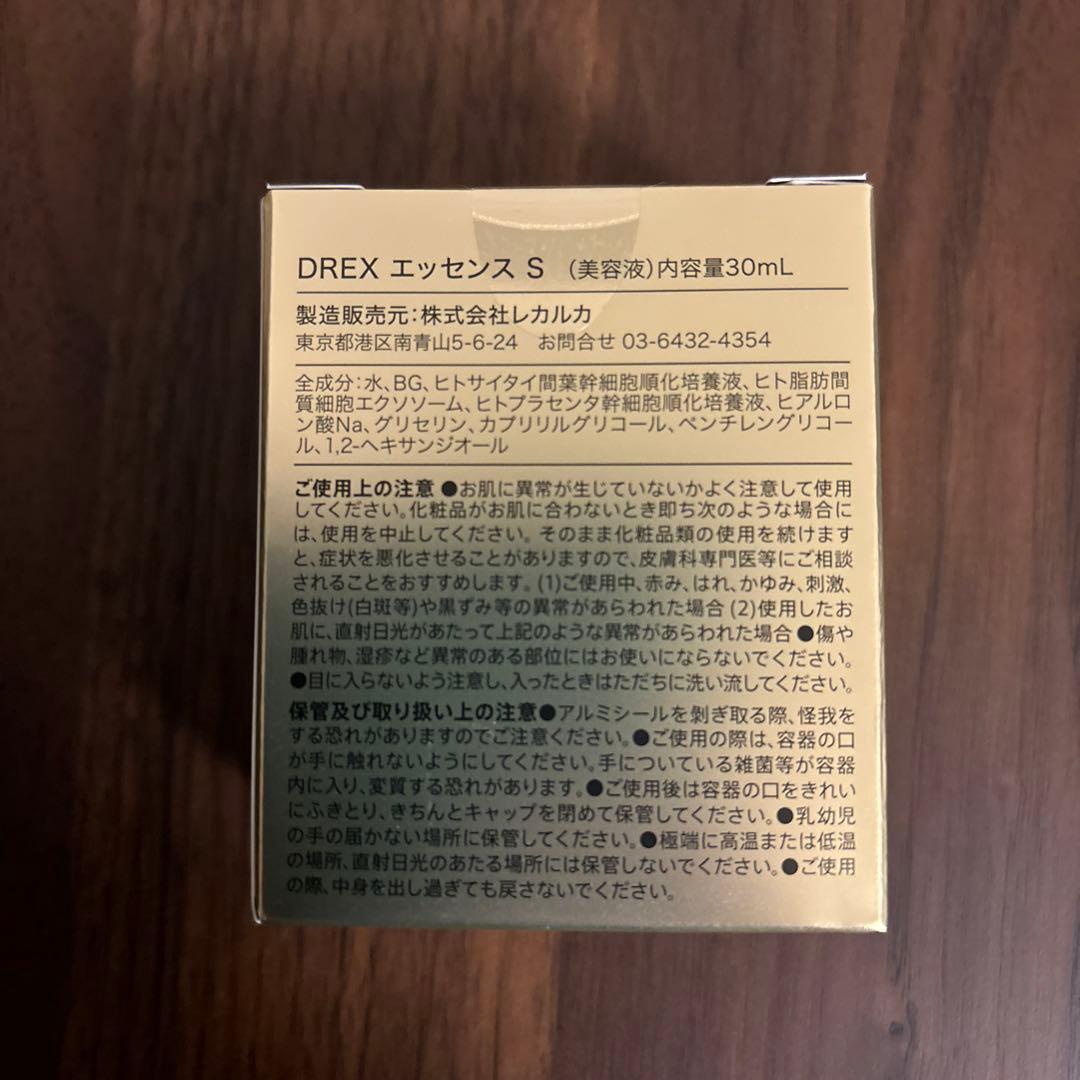 DREX エッセンス S （美容液）内容量30mL
製造販売元：株式会社レカルカ
東京都港区南青山5-6-24　お問合せ 03-6432-4354
全成分：水、BG、ヒトサイタイ間葉幹細胞順化培養液、ヒト脂肪間
質細胞エクソソーム、ヒトプラセンタ幹細胞順化培養液、ヒアルロ
ン酸Na、グリセリン、カプリリルグリコール、ペンチレングリコー
ル、1,2-ヘキサンジオール
ご使用上の注意 ●お肌に異常が生じていないかよく注意して使用
してください。化粧品がお肌に合わないとき即ち次のような場合に
は、使用を中止してください。そのまま化粧品類の使用を続けます
と、症状を悪化させることがありますので、皮膚科専門医等にご相談
されることをおすすめします。(1)ご使用中、赤み、はれ、かゆみ、刺激、
色抜け(白斑等)や黒ずみ等の異常があらわれた場合 (2)使用したお
肌に、直射日光があたって上記のような異常があらわれた場合 ●傷や
腫れ物、湿疹など異常のある部位にはお使いにならないでください。
●目に入らないよう注意し、入ったときはただちに洗い流してください。
保管及び取り扱い上の注意●アルミシールを剝ぎ取る際、怪我を
する恐れがありますのでご注意ください。●ご使用の際は、容器の口
が手に触れないようにしてください。手についている雑菌等が容器
内に入り、変質する恐れがあります。●ご使用後は容器の口をきれい
にふきとり、きちんとキャップを閉めて保管してください。●乳幼児
の手の届かない場所に保管してください。●極端に高温または低温
の場所、直射日光のあたる場所には保管しないでください。●ご使用
の際、中身を出し過ぎても戻さないでください。